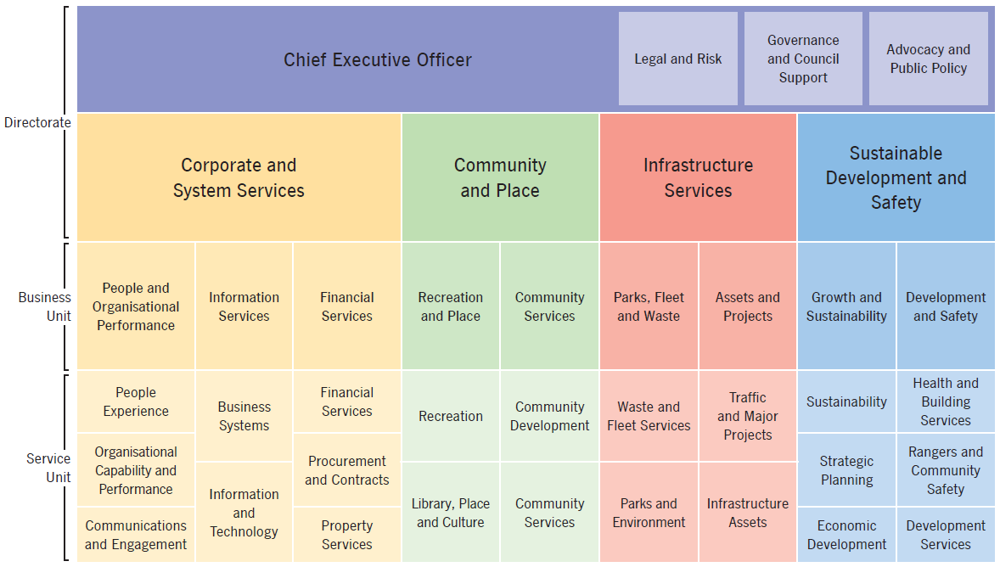 Directorate
Chief Executive Officer
Legal and Risk
Governance
and Council
Support
Advocacy and
Public Policy
Corporate and
System Services
Community
and Place
Infrastructure
Services
Sustainable
Development and
Safety
Business
Unit
People and
Organisational
Performance
Information
Services
Financial
Services
Recreation
and Place
Community
Services
Parks, Fleet
and Waste
Assets and
Projects
Growth and
Sustainability
Development
and Safety
Service
Unit
People
Experience
Organisational
Capability and
Performance
Communications
and Engagement
Business
Systems
Information
and
Technology
Financial
Services
Procurement
and Contracts
Property
Services
Recreation
Library, Place
and Culture
Community
Development
Community
Services
Waste and
Fleet Services
Parks and
Environment
Traffic
and Major
Projects
Infrastructure
Assets
Sustainability
Strategic
Planning
Economic
Development
Health and
Building
Services
Rangers and
Community
Safety
Development
Services